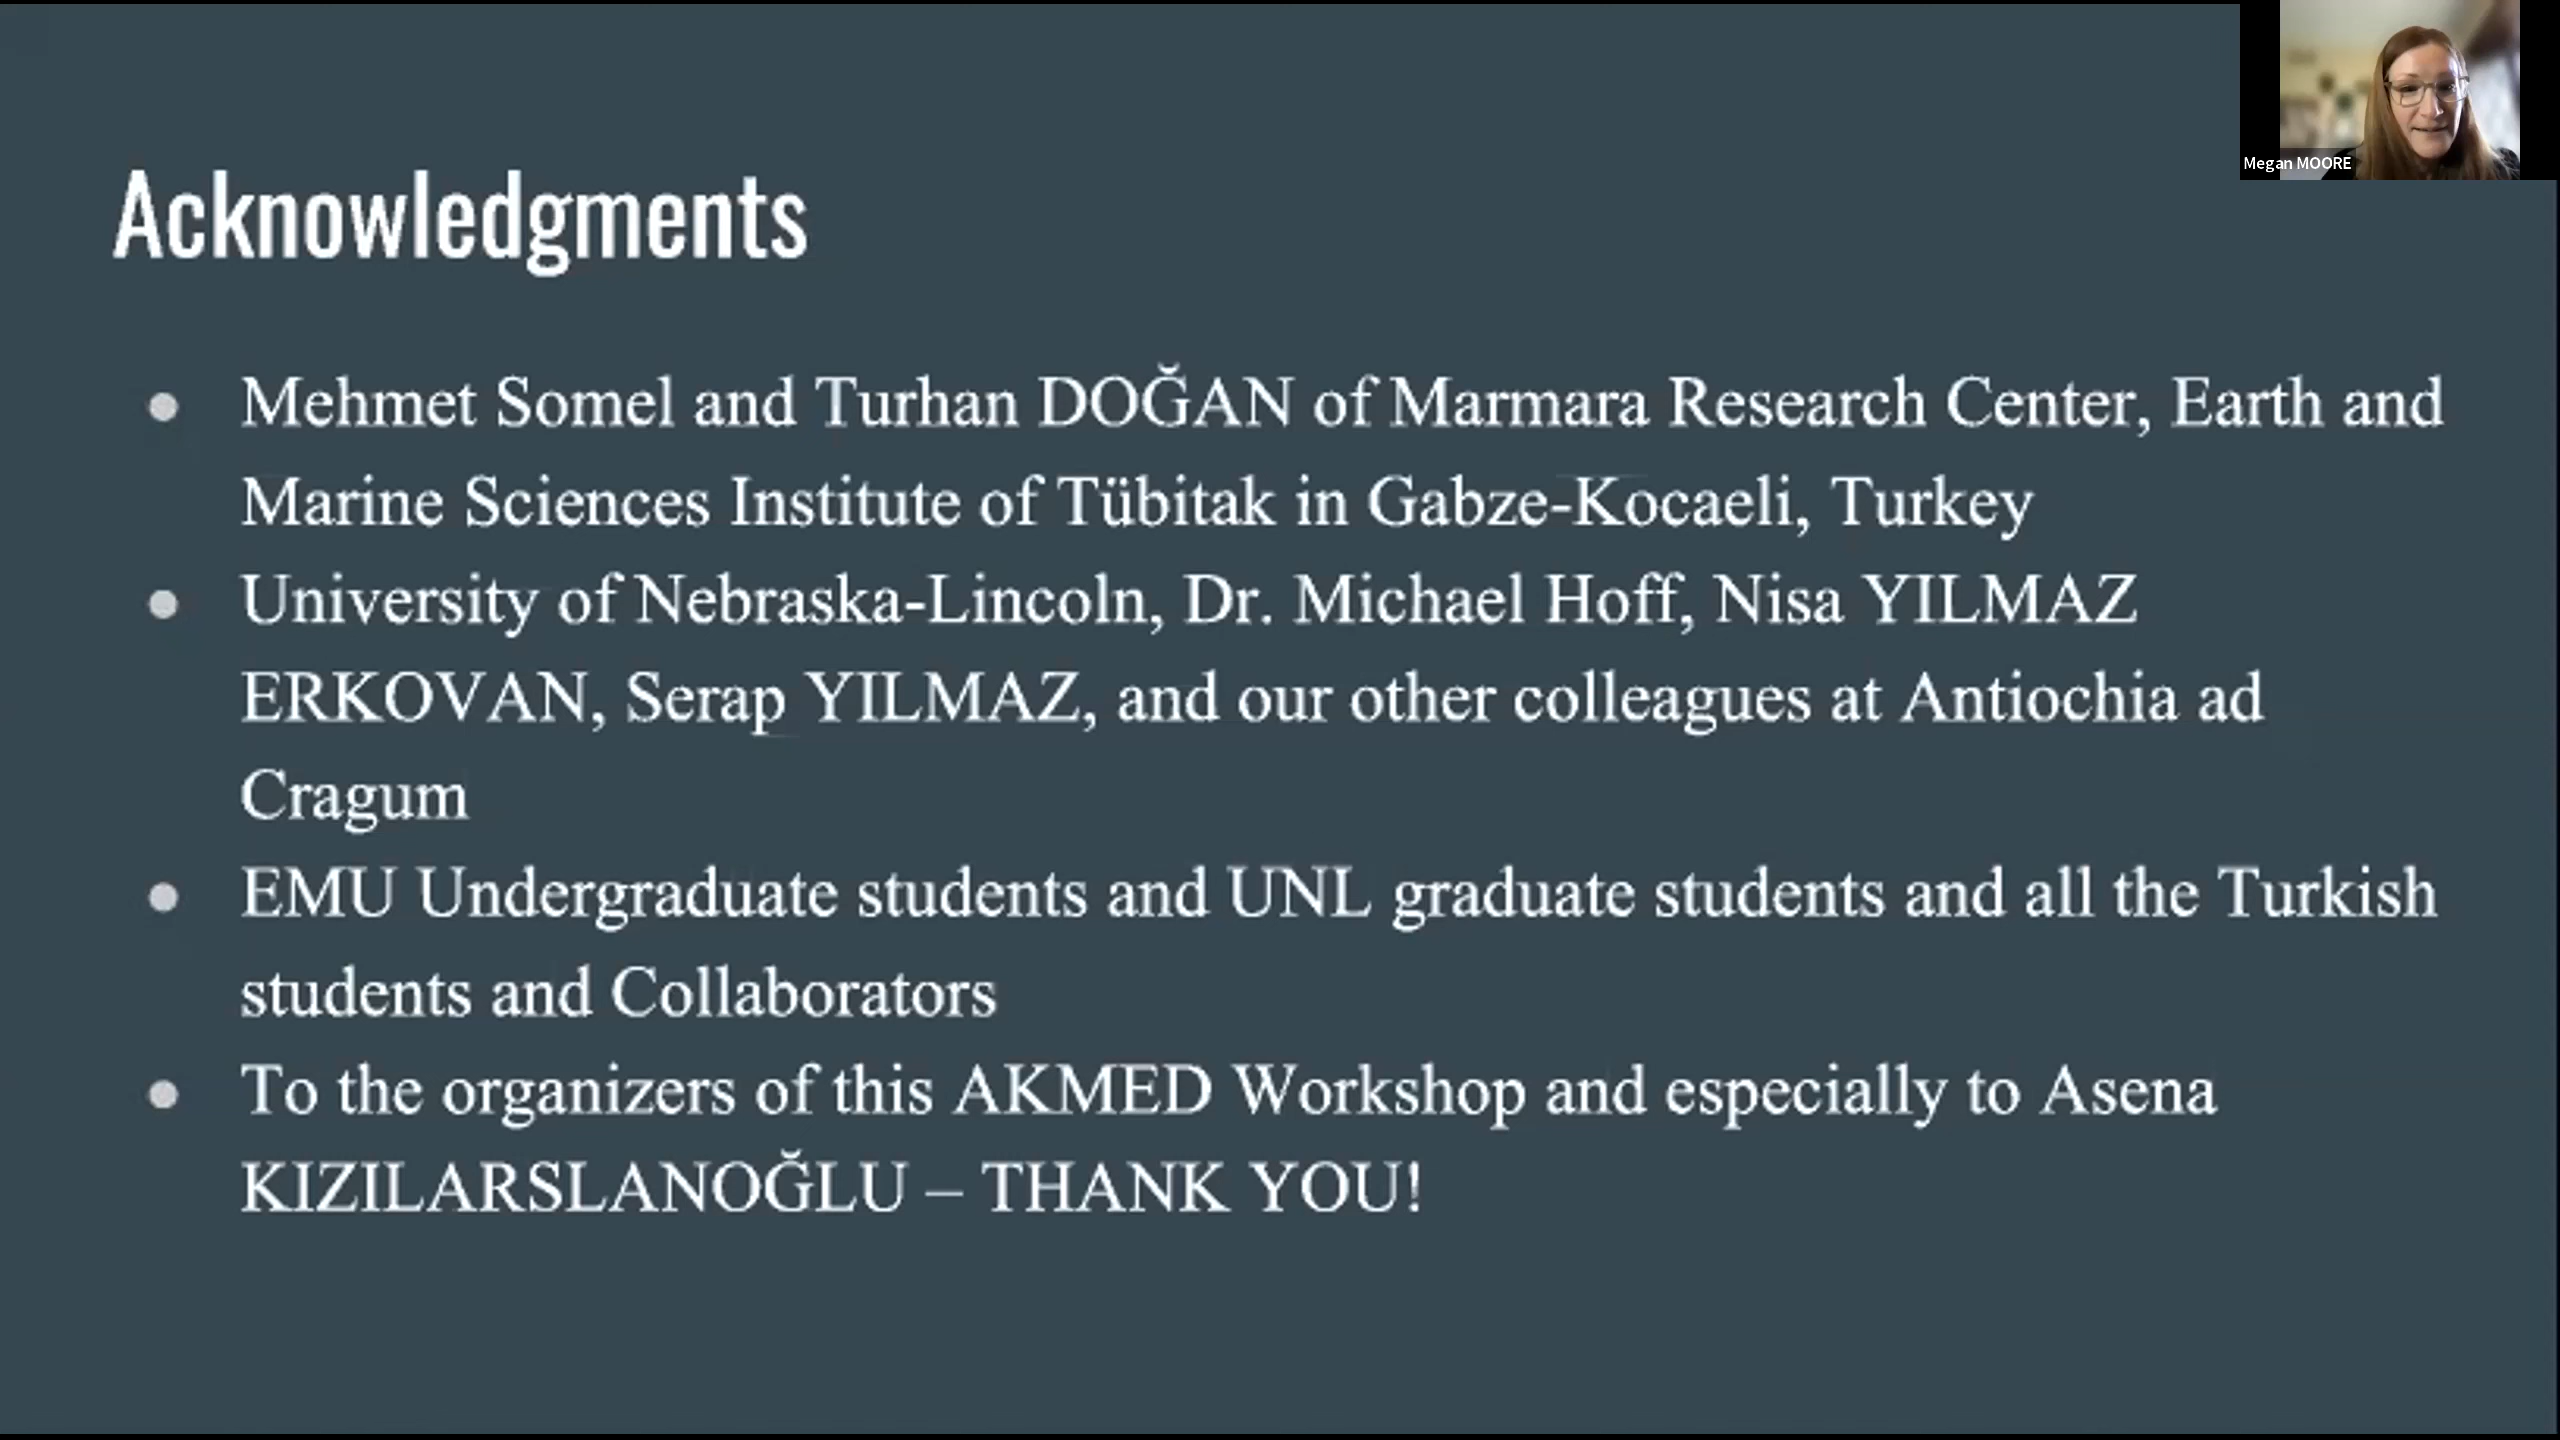 Megan MOORE
Acknowledgments
● Mehmet Somel and Turhan DOĞAN of Marmara Research Center, Earth and
Marine Sciences Institute of Tübitak in Gabze-Kocaeli, Turkey
● University of Nebraska-Lincoln, Dr. Michael Hoff, Nisa YILMAZ
ERKOVAN, Serap YILMAZ, and our other colleagues at Antiochia ad
Cragum
● EMU Undergraduate students and UNL graduate students and all the Turkish
students and Collaborators
● To the organizers of this AKMED Workshop and especially to Asena
KIZILARSLANOĞLU – THANK YOU!